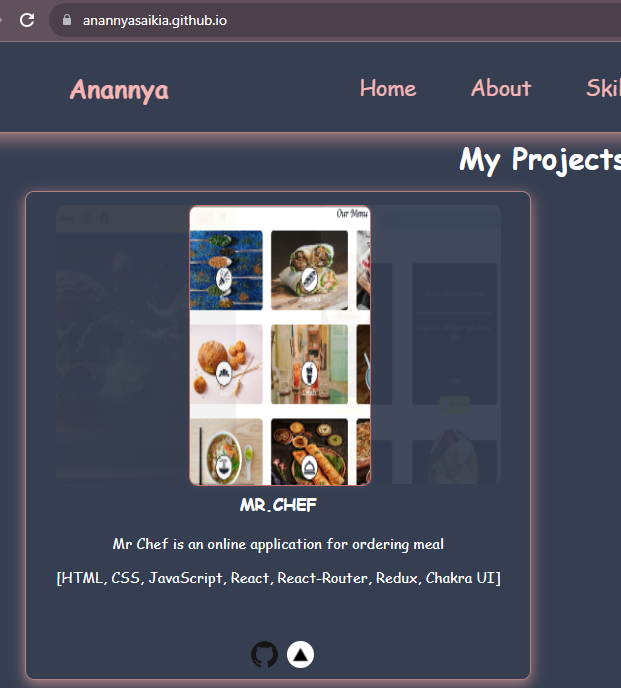 anannyasaikia.github.io
Anannya Home About Skil
My Projects
Our Menu
MR.CHEF
Mr Chef is an online application for ordering meal
[HTML, CSS, JavaScript, React, React-Router, Redux, Chakra UI]